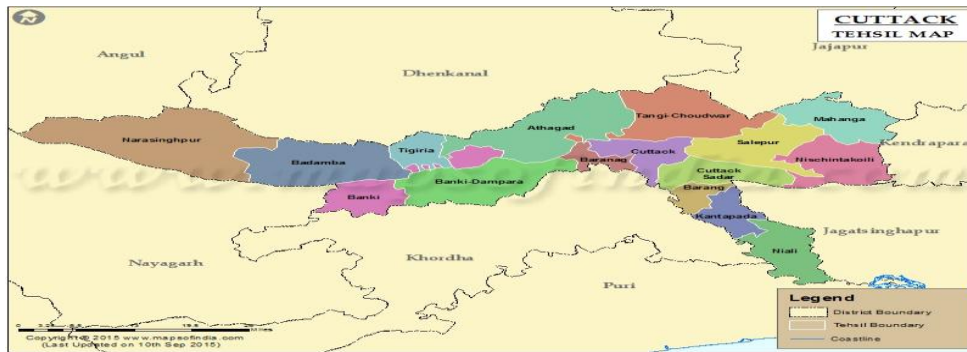 CUTTACK
TEHSIL MAP
Angul
Jajapur
Dhenkanal
Narasinghpur
Athagad
Tangi-Choudwar
Mahanga
Badamba
Tigiria
Baranag
Cuttack
Salepur
Nischintakoili
Kendrapara
Banki
Banki-Dampara
Cuttack
Sadar
Barang
Kantapada
Niali
Jagatsinghapur
Nayagarh
Khordha
Puri
Legend
District Boundary
Tehsil Boundary
Coastline
Copyright © 2015 www.mapsofindia.com
(Last Updated on 10th Sep 2015)